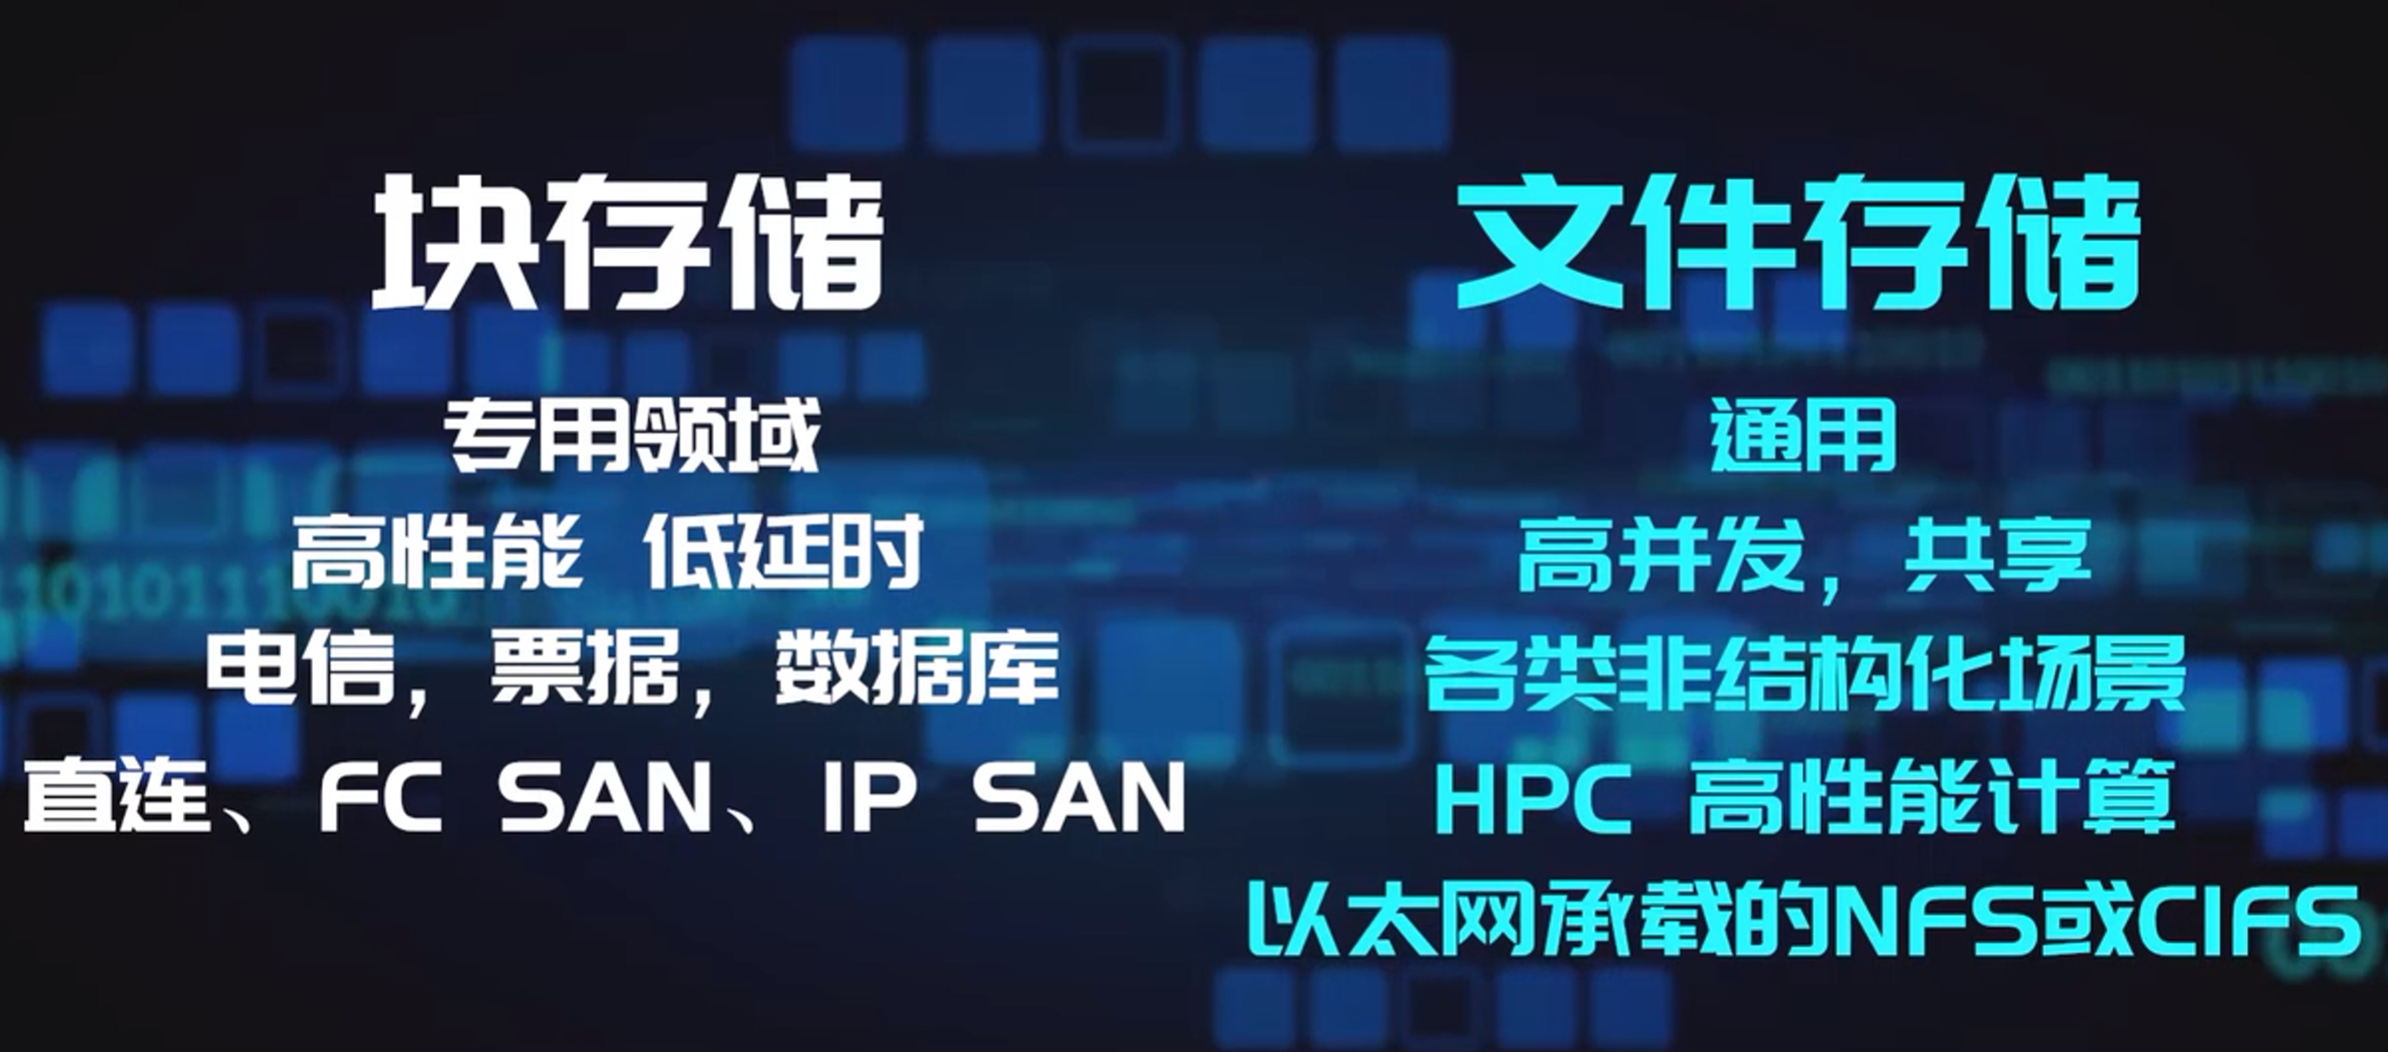 块存储
专用领域
高性能 低延时
电信，票据，数据库
直连、FC SAN、IP SAN
文件存储
通用
高并发，共享
各类非结构化场景
HPC 高性能计算
以太网承载的NFS或CIFS